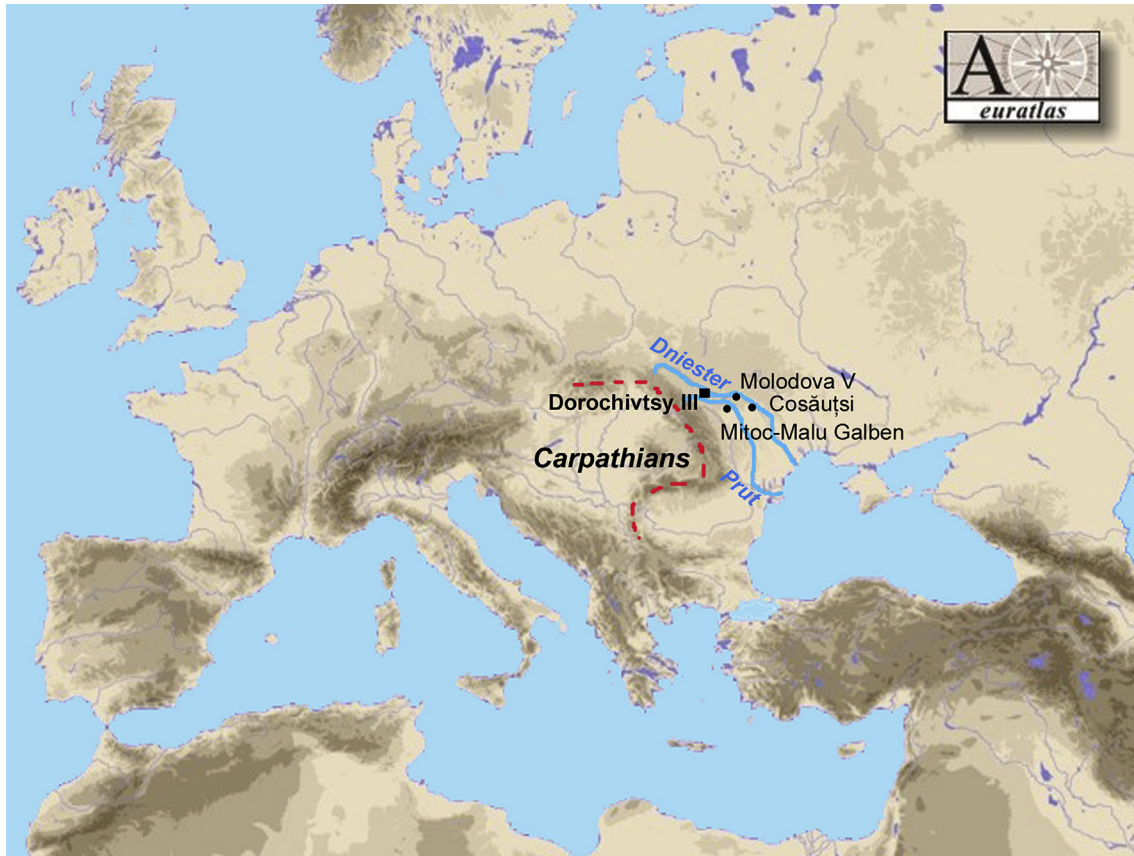 A
euratlas
Dniester
Molodova V
Dorochivtsy III
Cosăuțsi
Mitoc-Malu Galben
Carpathians
Prut